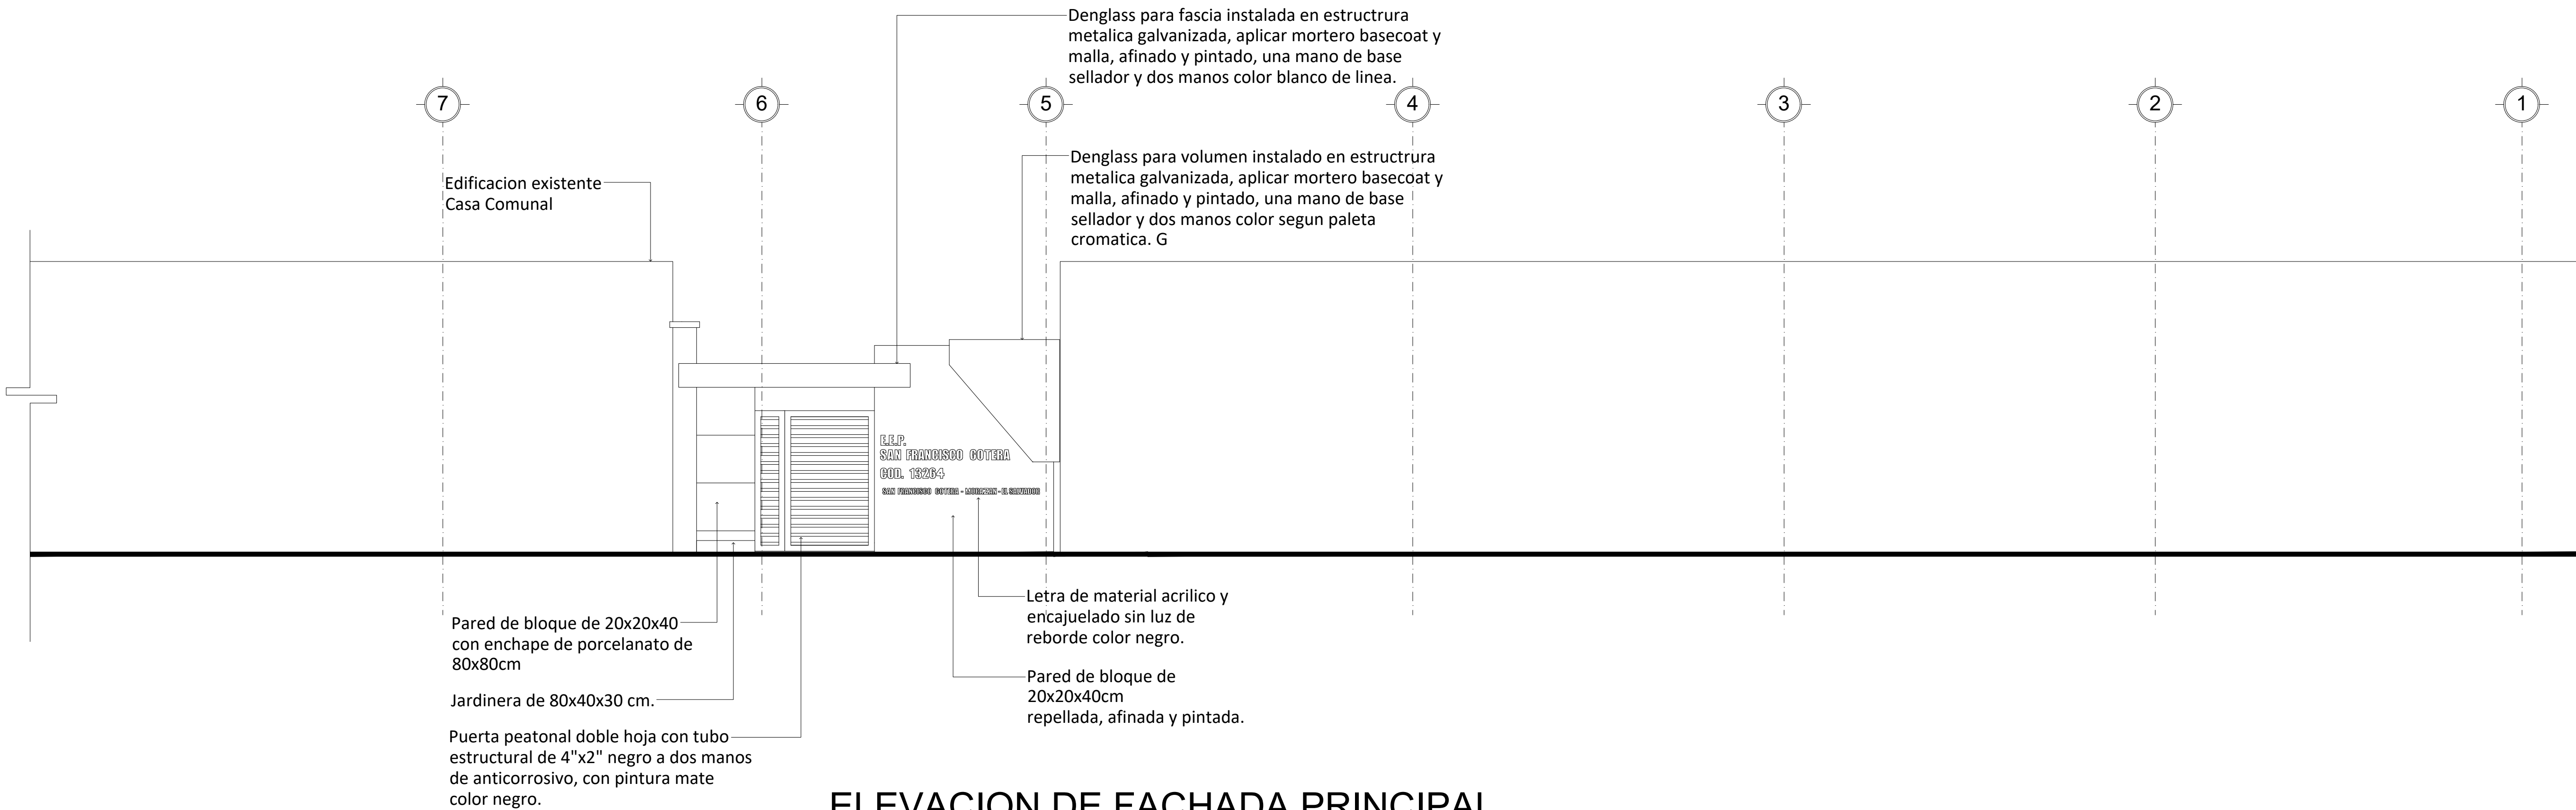 Denglass para fascia instalada en estructrura
metalica galvanizada, aplicar mortero basecoat y
malla, afinado y pintado, una mano de base
sellador y dos manos color blanco de linea.
7
6
5
4
3
2
1
Denglass para volumen instalado en estructrura
metalica galvanizada, aplicar mortero basecoat y
malla, afinado y pintado, una mano de base
sellador y dos manos color segun paleta
cromatica. G
Edificacion existente
Casa Comunal
E.E.P.
SAN FRANCISCO GOTERA
COD. 13264
SAN FRANCISCO GOTERA - MORAZAN - EL SALVADOR
Pared de bloque de 20x20x40
con enchape de porcelanato de
80x80cm
Jardinera de 80x40x30 cm.
Puerta peatonal doble hoja con tubo
estructural de 4"x2" negro a dos manos
de anticorrosivo, con pintura mate
color negro.
Letra de material acrilico y
encajuelado sin luz de
reborde color negro.
Pared de bloque de
20x20x40cm
repellada, afinada y pintada.
ELEVACION DE FACHADA PRINCIPAL